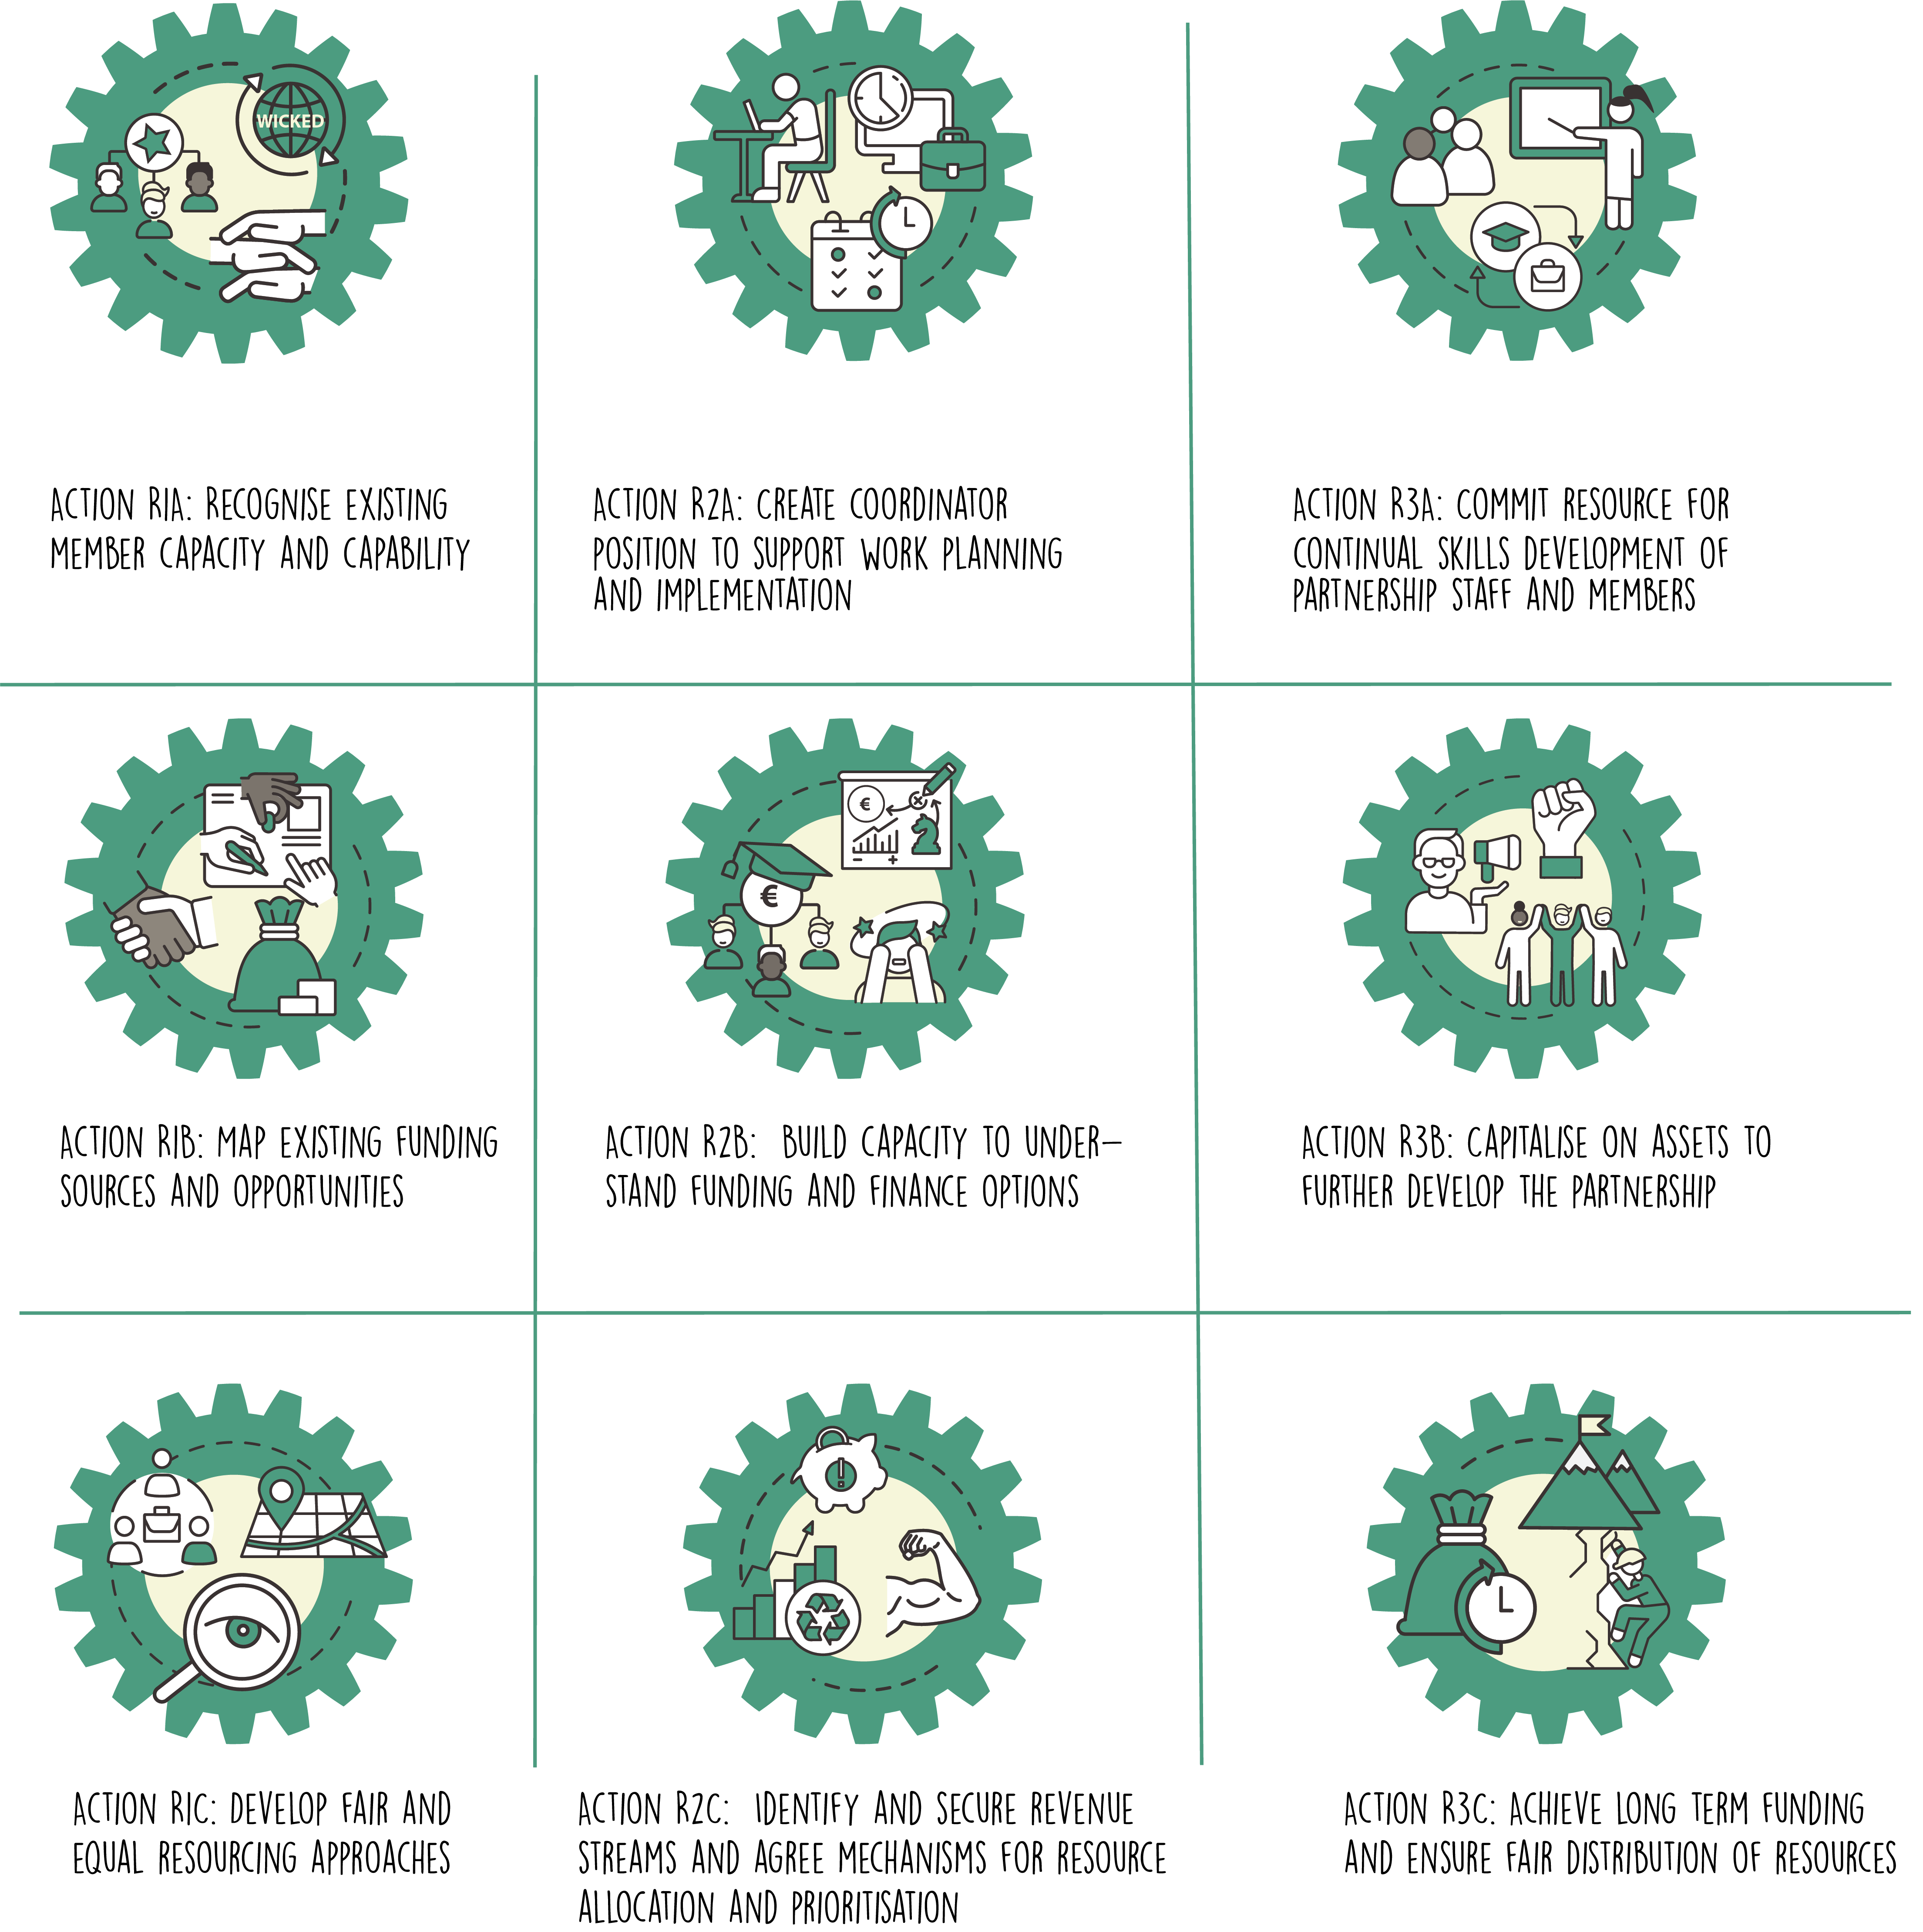 WICKED
ACTION R1A: RECOGNISE EXISTING
MEMBER CAPACITY AND CAPABILITY
ACTION R2A: CREATE COORDINATOR
POSITION TO SUPPORT WORK PLANNING
AND IMPLEMENTATION
ACTION R3A: COMMIT RESOURCE FOR
CONTINUAL SKILLS DEVELOPMENT OF
PARTNERSHIP STAFF AND MEMBERS
€
€
ACTION R1B: MAP EXISTING FUNDING
SOURCES AND OPPORTUNITIES
ACTION R2B: BUILD CAPACITY TO UNDER-
STAND FUNDING AND FINANCE OPTIONS
ACTION R3B: CAPITALISE ON ASSETS TO
FURTHER DEVELOP THE PARTNERSHIP
!
ACTION R1C: DEVELOP FAIR AND
EQUAL RESOURCING APPROACHES
ACTION R2C: IDENTIFY AND SECURE REVENUE
STREAMS AND AGREE MECHANISMS FOR RESOURCE
ALLOCATION AND PRIORITISATION
ACTION R3C: ACHIEVE LONG TERM FUNDING
AND ENSURE FAIR DISTRIBUTION OF RESOURCES